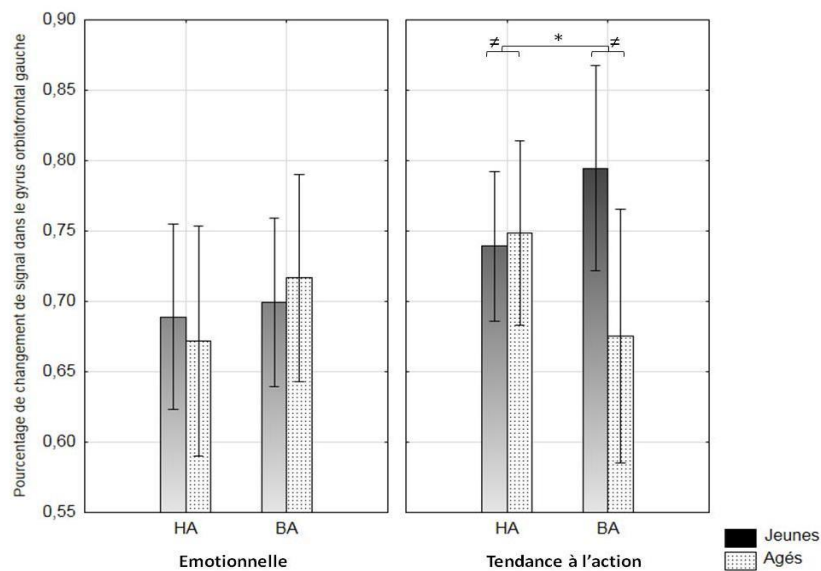 Pourcentage de changement de signal dans le gyrus orbitofrontal gauche
0,90
0,85
0,80
0,75
0,70
0,65
0,60
0,55
≠ * ≠
HA BA HA BA
Emotionnelle Tendance à l'action
Jeunes
Agés